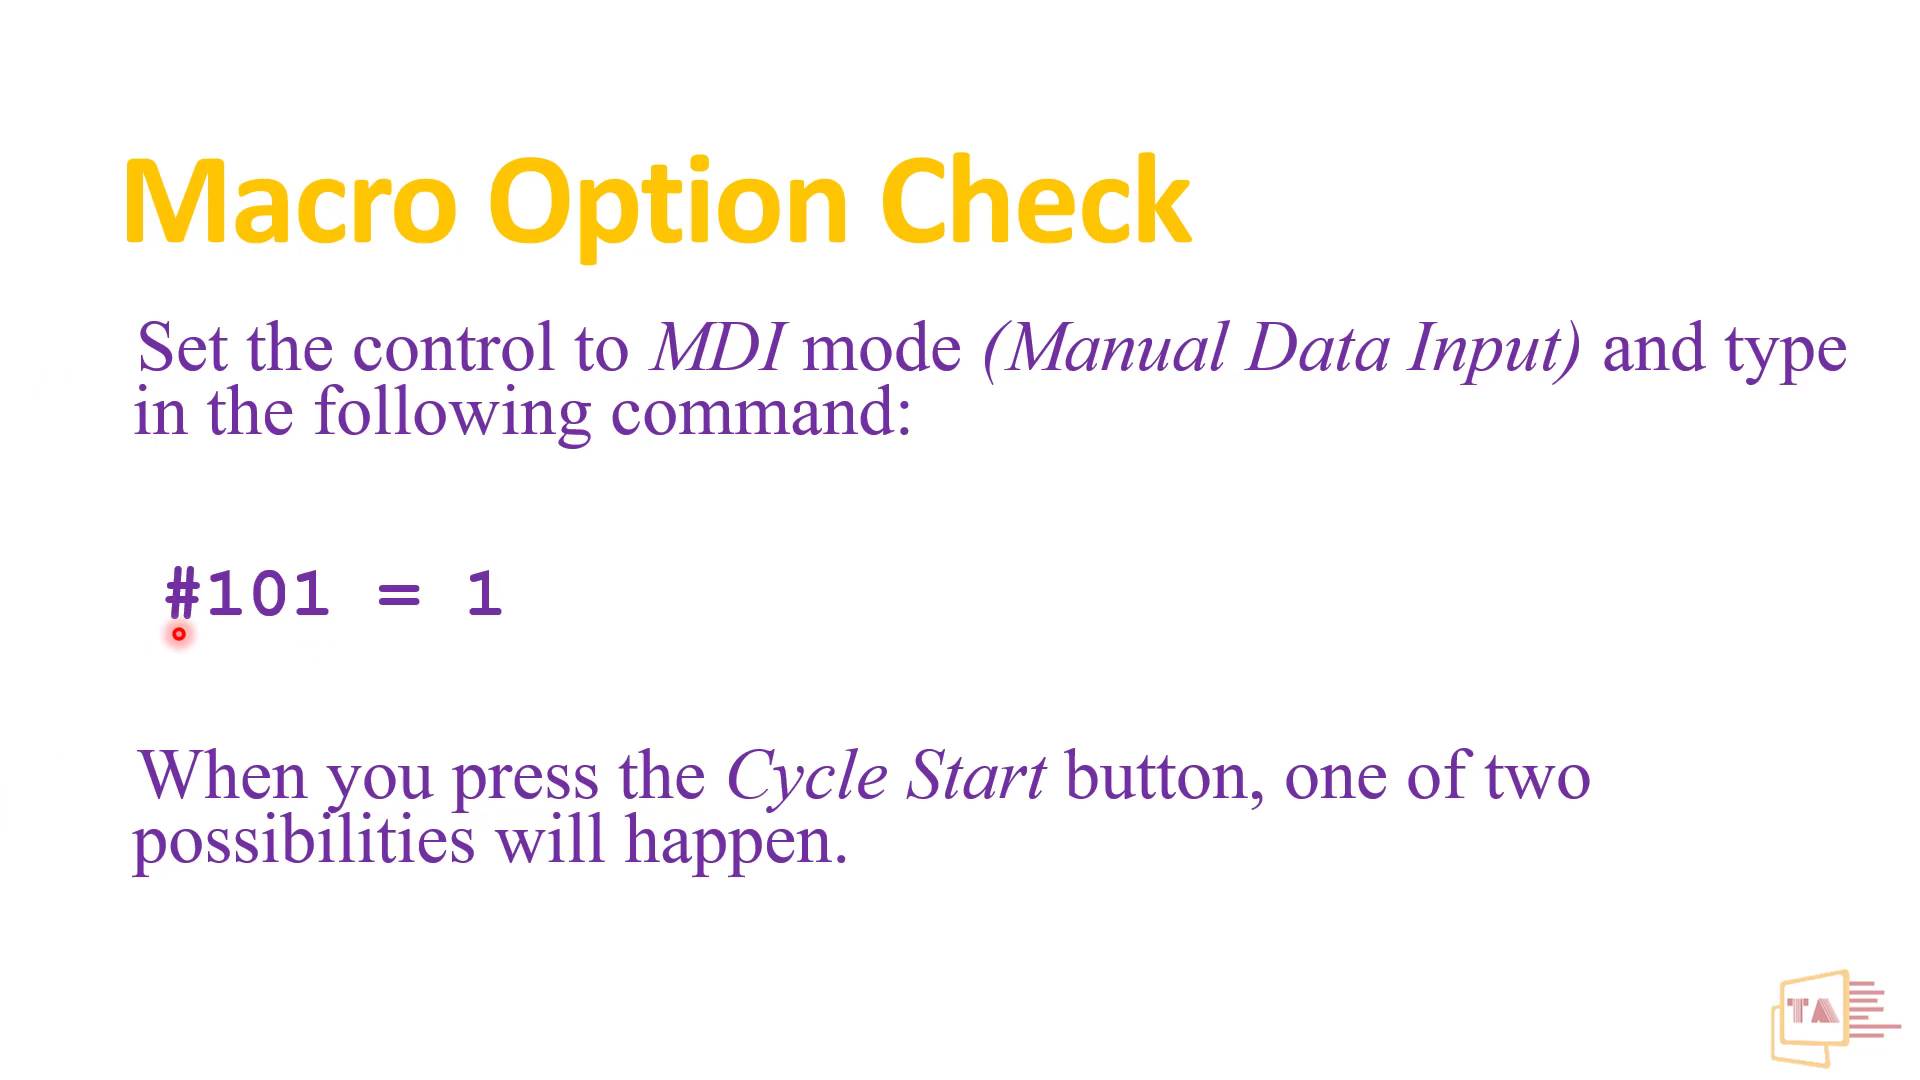 Macro Option Check
Set the control to MDI mode (Manual Data Input) and type
in the following command:
#101 = 1
When you press the Cycle Start button, one of two
possibilities will happen.
TA